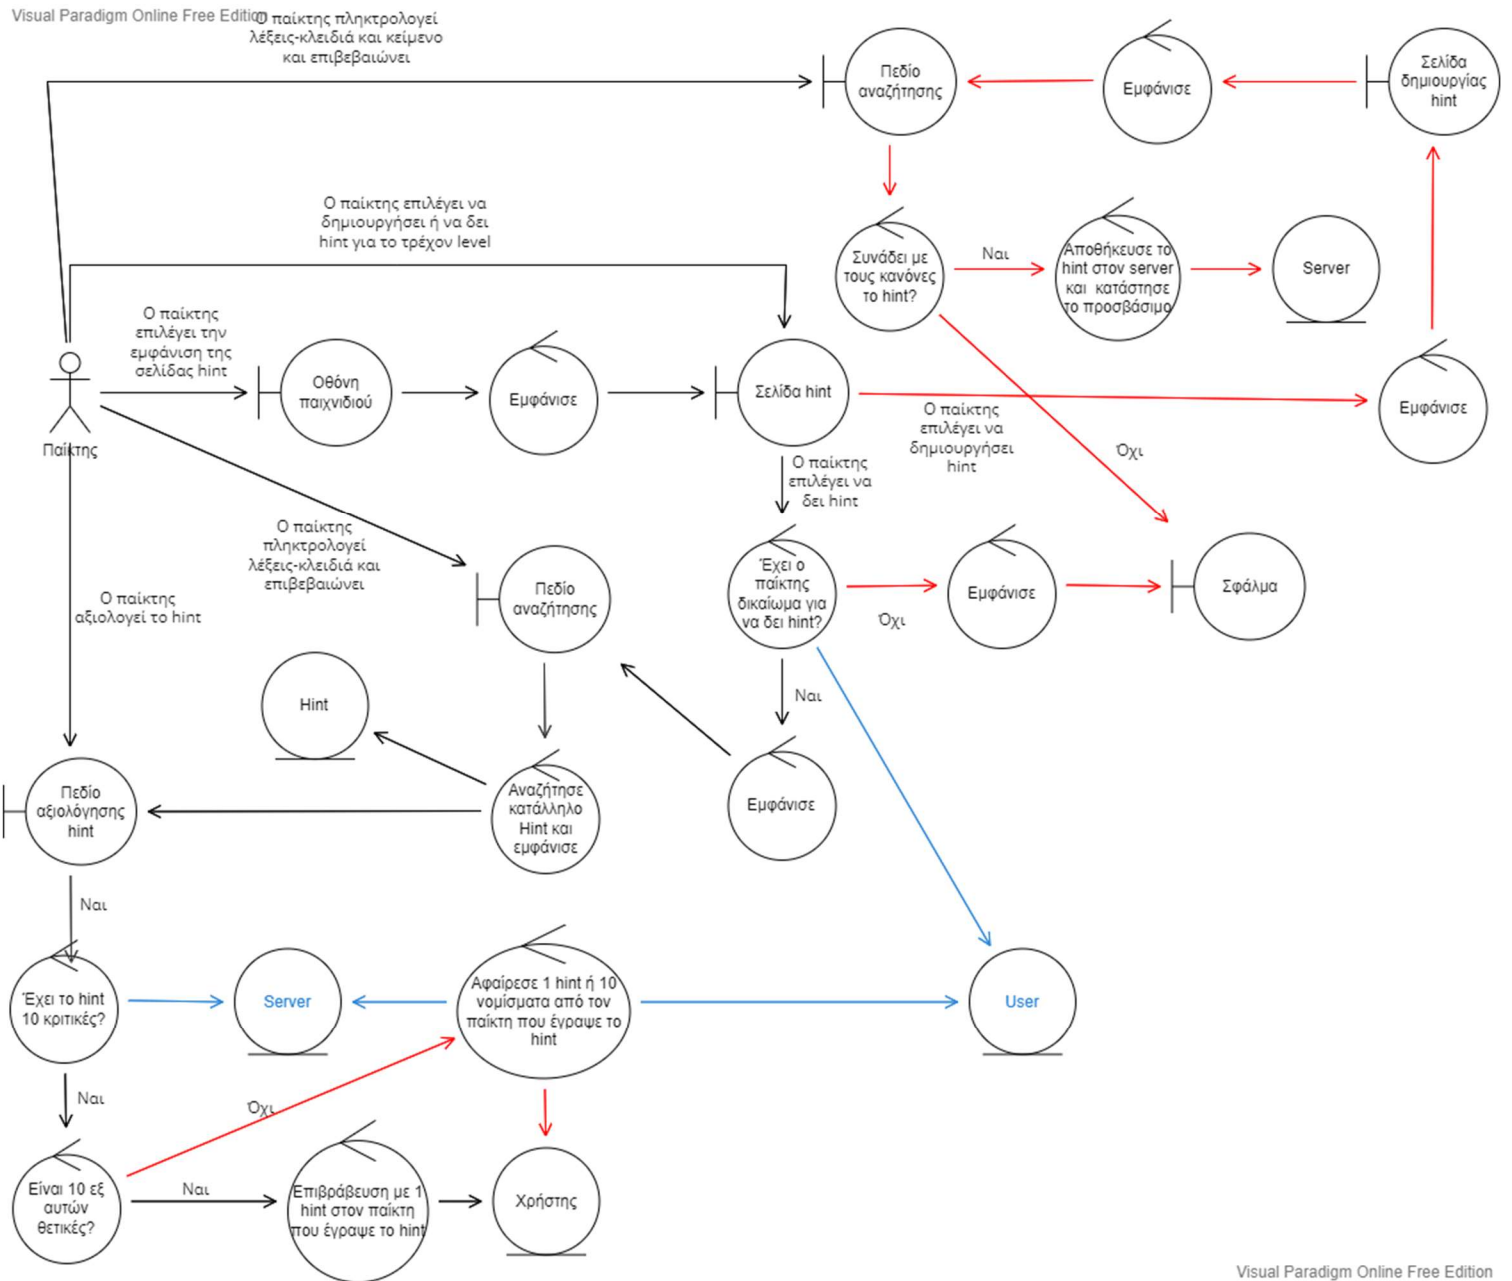 Visual Paradigm Online Free Edition
Ο παίκτης πληκτρολογεί
λέξεις-κλειδιά και κείμενο
και επιβεβαιώνει
Πεδίο
αναζήτησης
Εμφάνισε
Σελίδα
δημιουργίας
hint
Ο παίκτης επιλέγει να
δημιουργήσει ή να δει
hint για το τρέχον level
Συνάδει με
τους κανόνες
το hint?
Ναι
Αποθήκευσε το
hint στον server
και κατάστησε
το προσβάσιμο
Server
Ο παίκτης
επιλέγει την
εμφάνιση της
σελίδας hint
Παίκτης
Οθόνη
παιχνιδιού
Εμφάνισε
Σελίδα hint
Ο παίκτης
επιλέγει να
δημιουργήσει
hint
Όχι
Εμφάνισε
Ο παίκτης
επιλέγει να
δει hint
Ο παίκτης
πληκτρολογεί
λέξεις-κλειδιά και
επιβεβαιώνει
Πεδίο
αναζήτησης
Έχει ο
παίκτης
δικαίωμα για
να δει hint?
Όχι
Εμφάνισε
Σφάλμα
Ο παίκτης
αξιολογεί το hint
Hint
Ναι
Πεδίο
αξιολόγησης
hint
Αναζήτησε
κατάλληλο
Hint και
εμφάνισε
Εμφάνισε
Ναι
Έχει το hint
10 κριτικές?
Server
Αφαίρεσε 1 hint ή 10
νομίσματα από τον
παίκτη που έγραψε το
hint
User
Ναι
Όχι
Είναι 10 εξ
αυτών
θετικές?
Ναι
Επιβράβευση με 1
hint στον παίκτη
που έγραψε το hint
Χρήστης
Visual Paradigm Online Free Edition